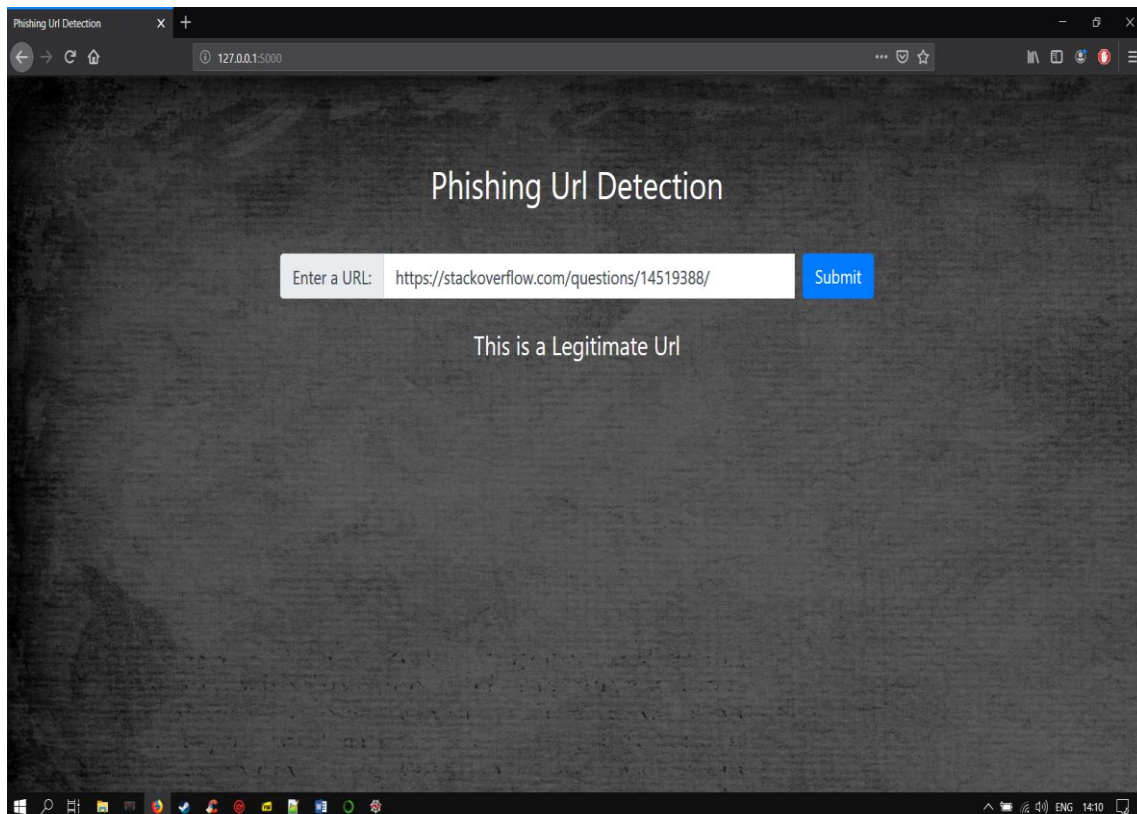 Phishing Url Detection
127.0.0.1:5000
Phishing Url Detection
Enter a URL: https://stackoverflow.com/questions/14519388/ Submit
This is a Legitimate Url
ENG 14:10